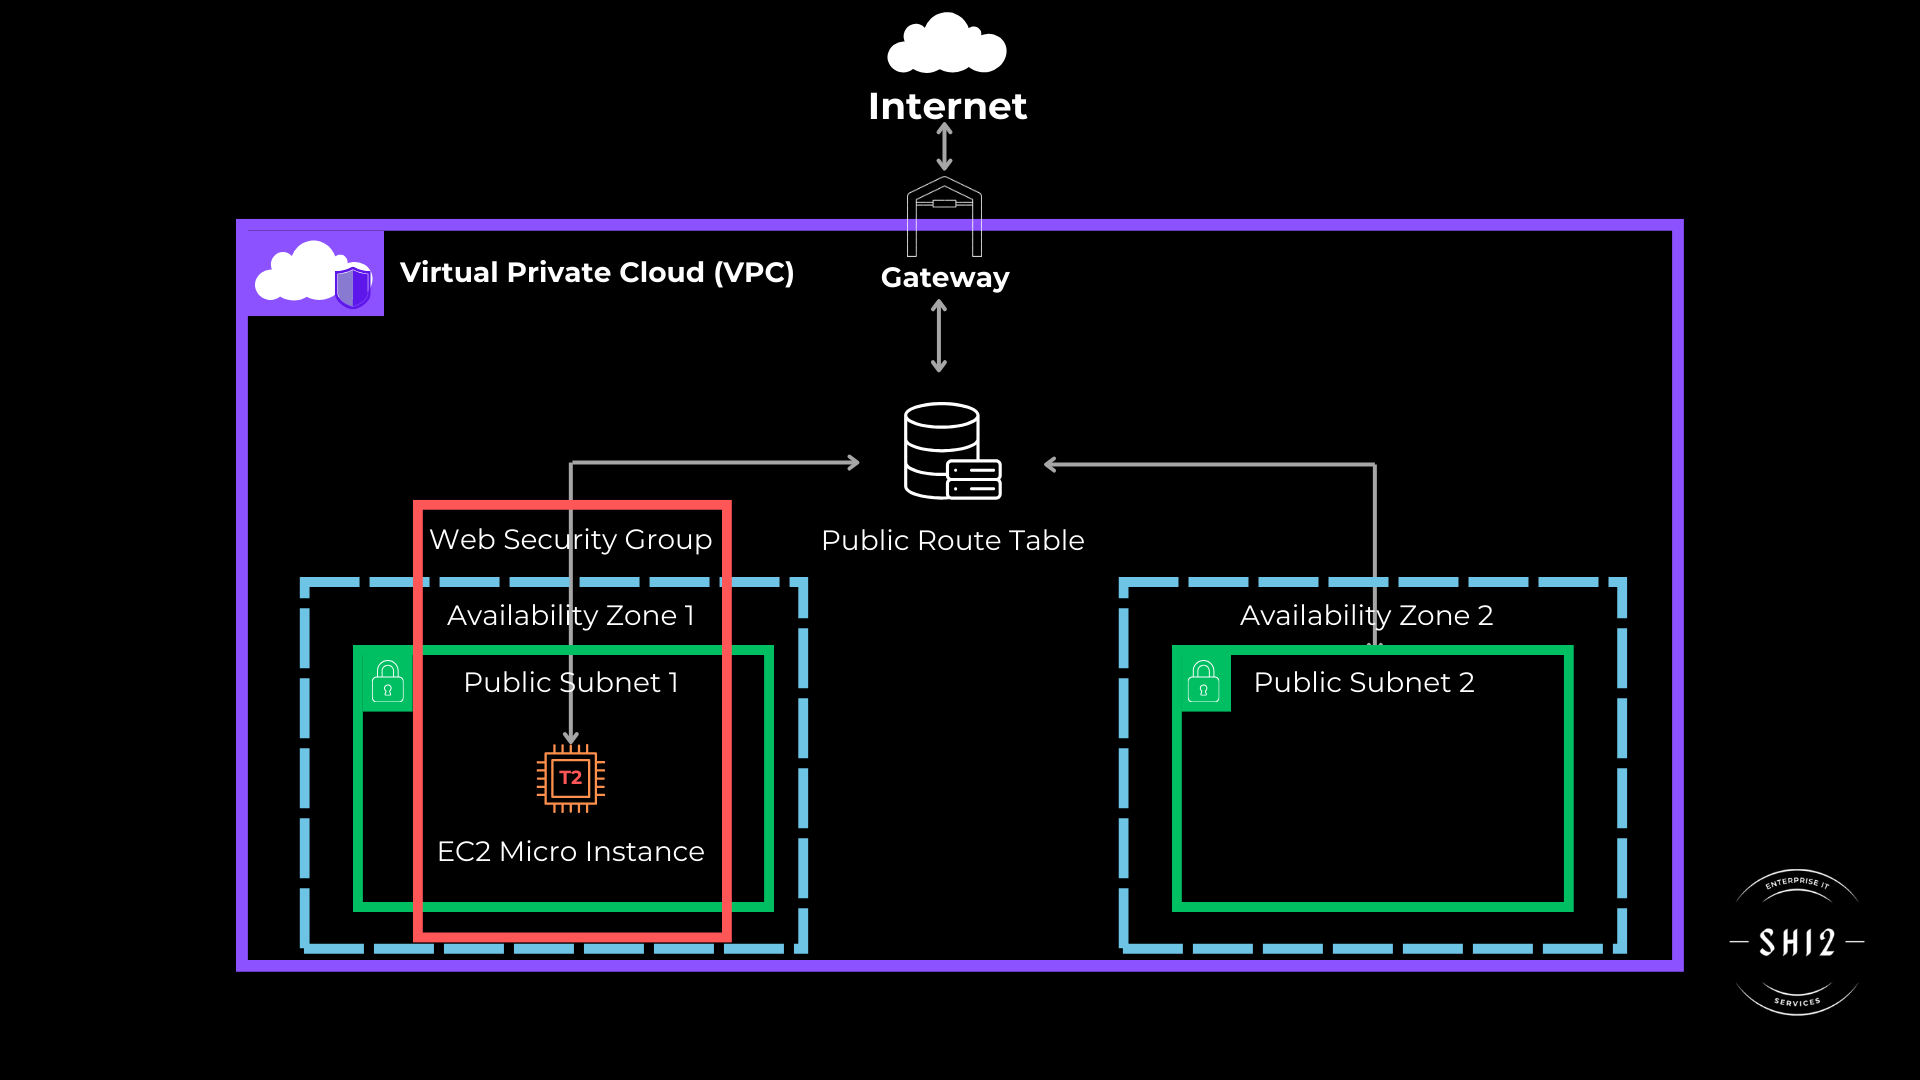 Internet
Virtual Private Cloud (VPC)
Gateway
Web Security Group
Public Route Table
Availability Zone 1
Availability Zone 2
Public Subnet 1
Public Subnet 2
T2
EC2 Micro Instance
ENTERPRISE IT
SHI2
SERVICES